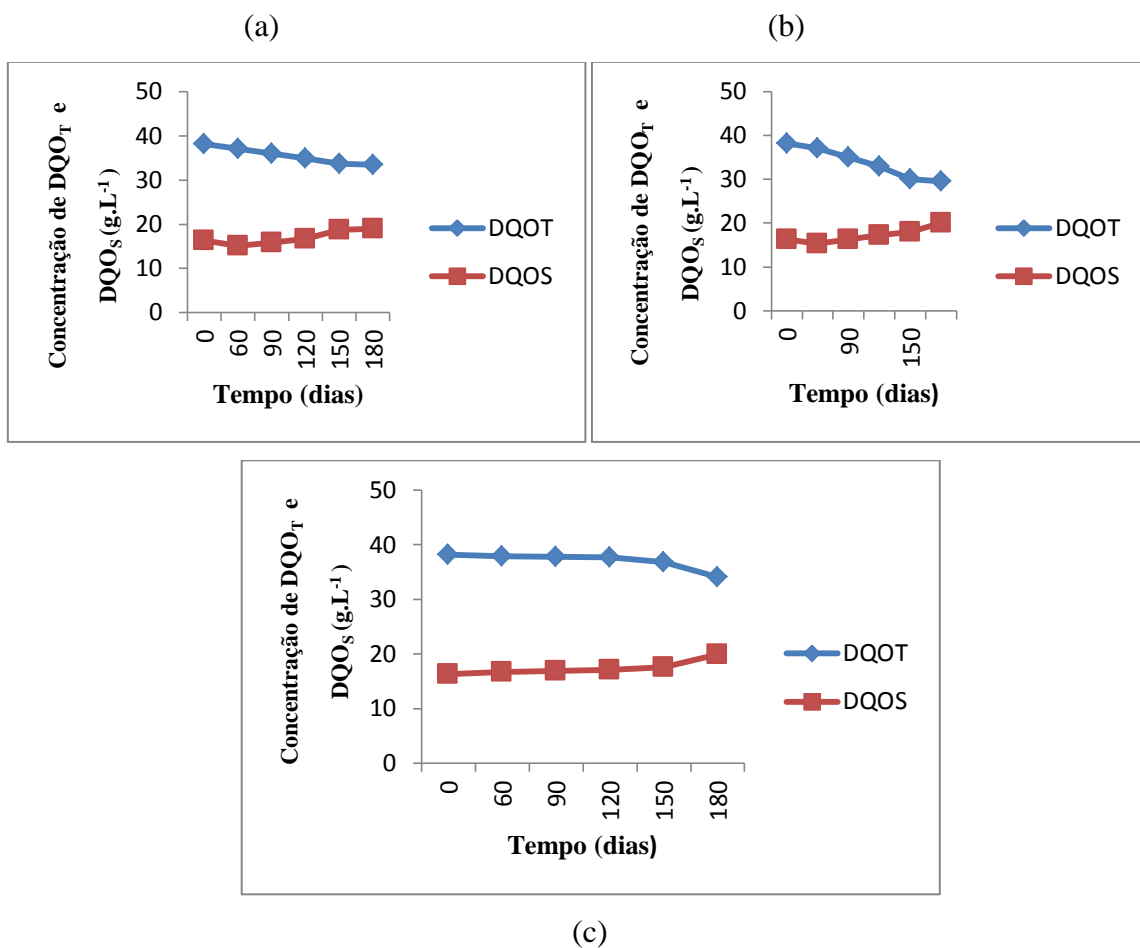 (a)
Concentração de DQO_T e
DQO_S (g.L⁻¹)
50
40
30
20
10
0
DQOT
DQOS
0 60 90 120 150 180
Tempo (dias)
(b)
Concentração de DQO_T e
DQO_S (g.L⁻¹)
50
40
30
20
10
0
DQOT
DQOS
0 90 150
Tempo (dias)
Concentração de DQO_T e
DQO_S (g.L⁻¹)
50
40
30
20
10
0
DQOT
DQOS
0 60 90 120 150 180
Tempo (dias)
(c)